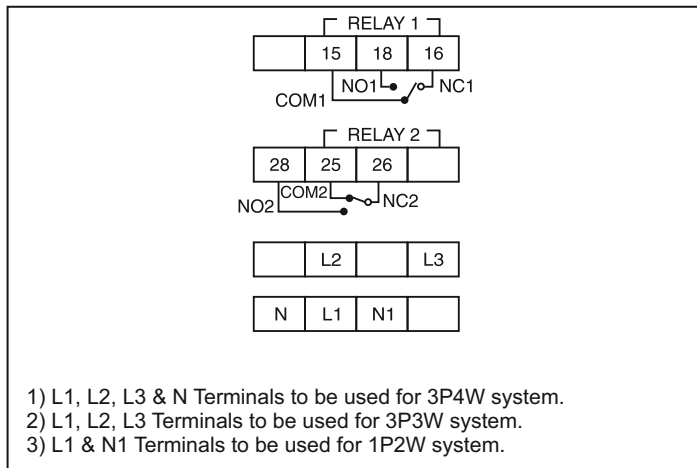 RELAY 1
15 18 16
NO1 NC1
COM1
RELAY 2
28 25 26
COM2
NO2 NC2
L2 L3
N L1 N1
1) L1, L2, L3 & N Terminals to be used for 3P4W system.
2) L1, L2, L3 Terminals to be used for 3P3W system.
3) L1 & N1 Terminals to be used for 1P2W system.